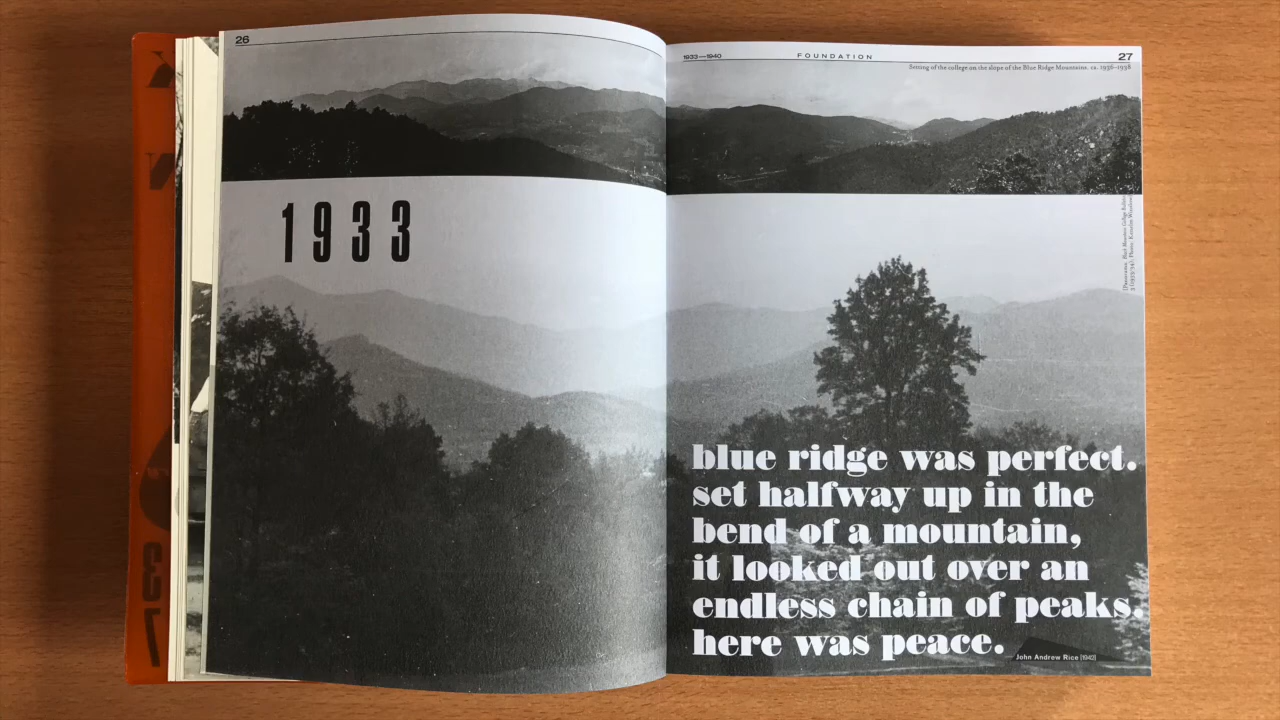 26
1933
1933—1940
FOUNDATION
27
Setting of the college on the slope of the Blue Ridge Mountains, ca. 1936–1938
blue ridge was perfect.
set halfway up in the
bend of a mountain,
it looked out over an
endless chain of peaks.
here was peace.
John Andrew Rice [1942]